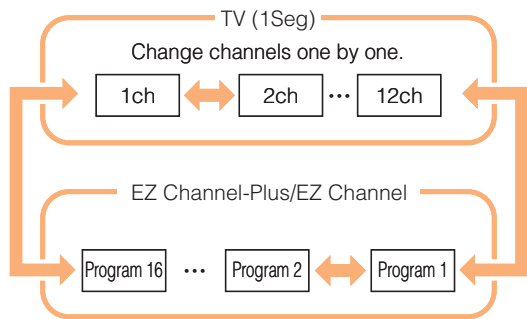 TV (1Seg)
Change channels one by one.
1ch 2ch ... 12ch
EZ Channel-Plus/EZ Channel
Program 16 ... Program 2 Program 1